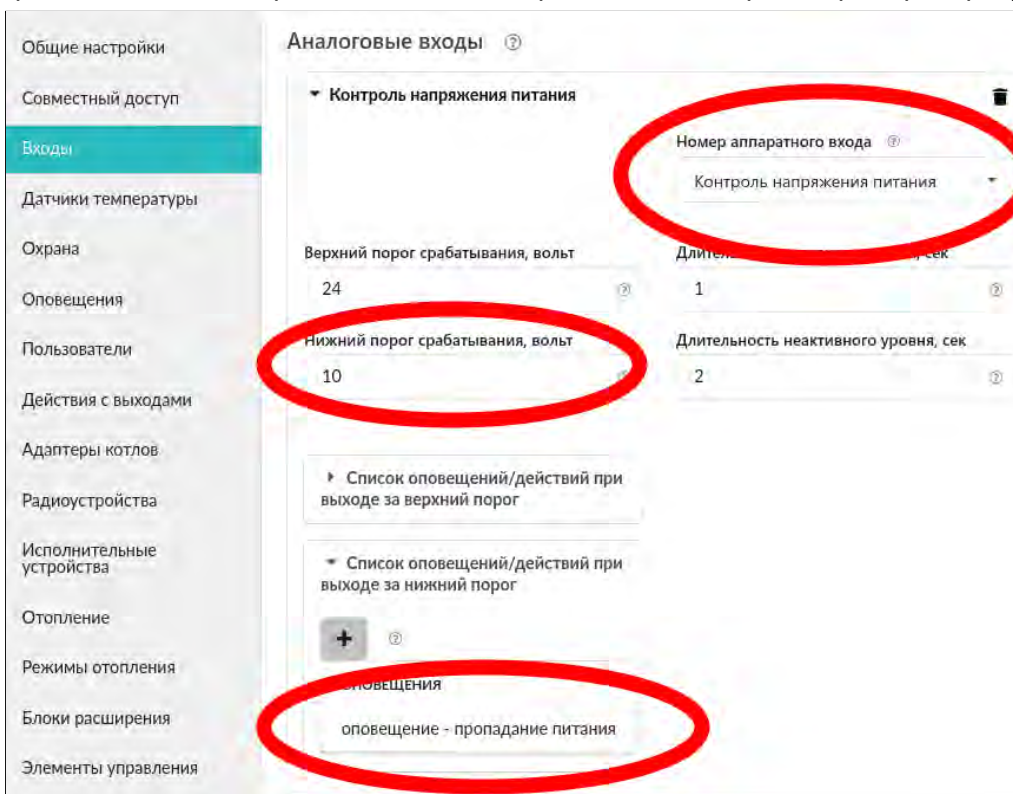 Общие настройки
Совместный доступ
Входы
Датчики температуры
Охрана
Оповещения
Пользователи
Действия с выходами
Адаптеры котлов
Радиоустройства
Исполнительные
устройства
Отопление
Режимы отопления
Блоки расширения
Элементы управления
Аналоговые входы
Контроль напряжения питания
Номер аппаратного входа
Контроль напряжения питания
Верхний порог срабатывания, вольт
24
сек
1
Нижний порог срабатывания, вольт
10
Длительность неактивного уровня, сек
2
Список оповещений/действий при
выходе за верхний порог
Список оповещений/действий при
выходе за нижний порог
+
ОПОВЕЩЕНИЯ
оповещение - пропадание питания